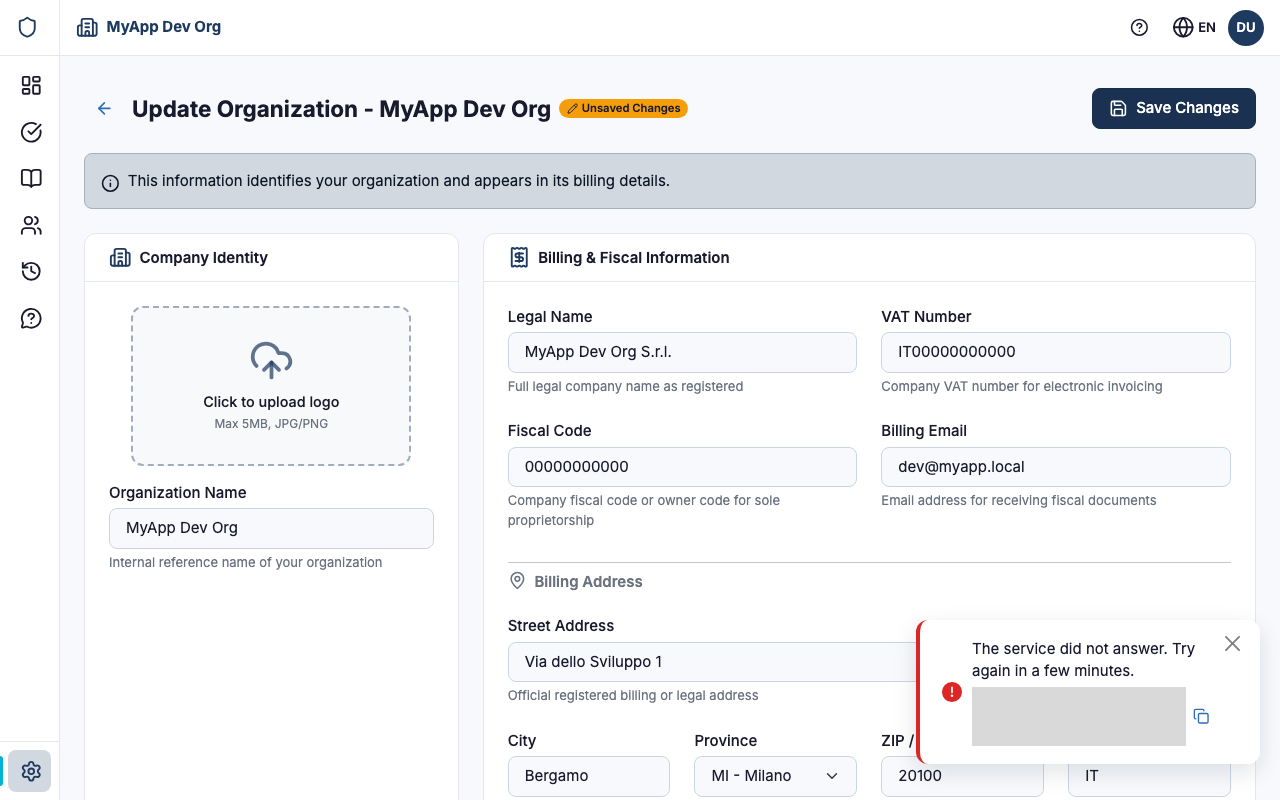 MyApp Dev Org
EN
DU
Update Organization - MyApp Dev Org
Unsaved Changes
Save Changes
This information identifies your organization and appears in its billing details.
Company Identity
Click to upload logo
Max 5MB, JPG/PNG
Organization Name
MyApp Dev Org
Internal reference name of your organization
Billing & Fiscal Information
Legal Name
MyApp Dev Org S.r.l.
Full legal company name as registered
VAT Number
IT00000000000
Company VAT number for electronic invoicing
Fiscal Code
00000000000
Company fiscal code or owner code for sole
proprietorship
Billing Email
dev@myapp.local
Email address for receiving fiscal documents
Billing Address
Street Address
Via dello Sviluppo 1
Official registered billing or legal address
City
Bergamo
Province
MI - Milano
ZIP /
20100
IT
The service did not answer. Try
again in a few minutes.